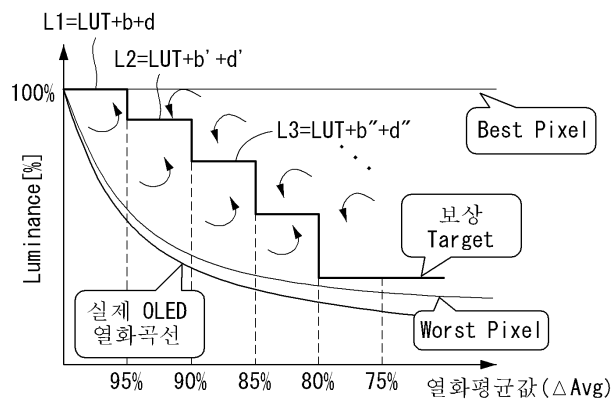 L1=LUT+b+d
L2=LUT+b'+d'
100%
L3=LUT+b"+d"
Best Pixel
Luminance[%]
보상
Target
실제 OLED
열화곡선
Worst Pixel
95%
90%
85%
80%
75%
열화평균값(△Avg)